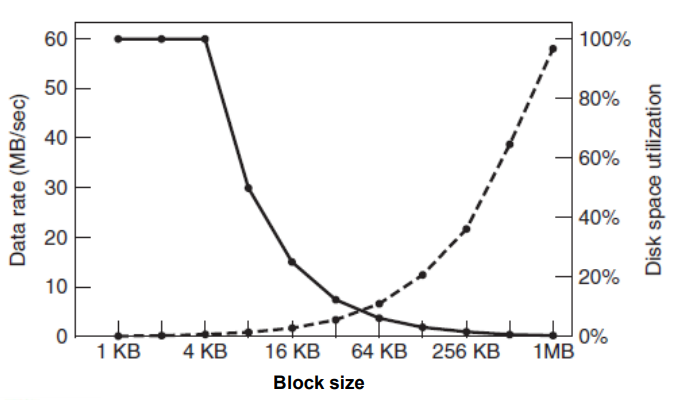 Data rate (MB/sec)
60
50
40
30
20
10
0
100%
80%
60%
40%
20%
0%
Disk space utilization
1 KB
4 KB
16 KB
64 KB
256 KB
1MB
Block size